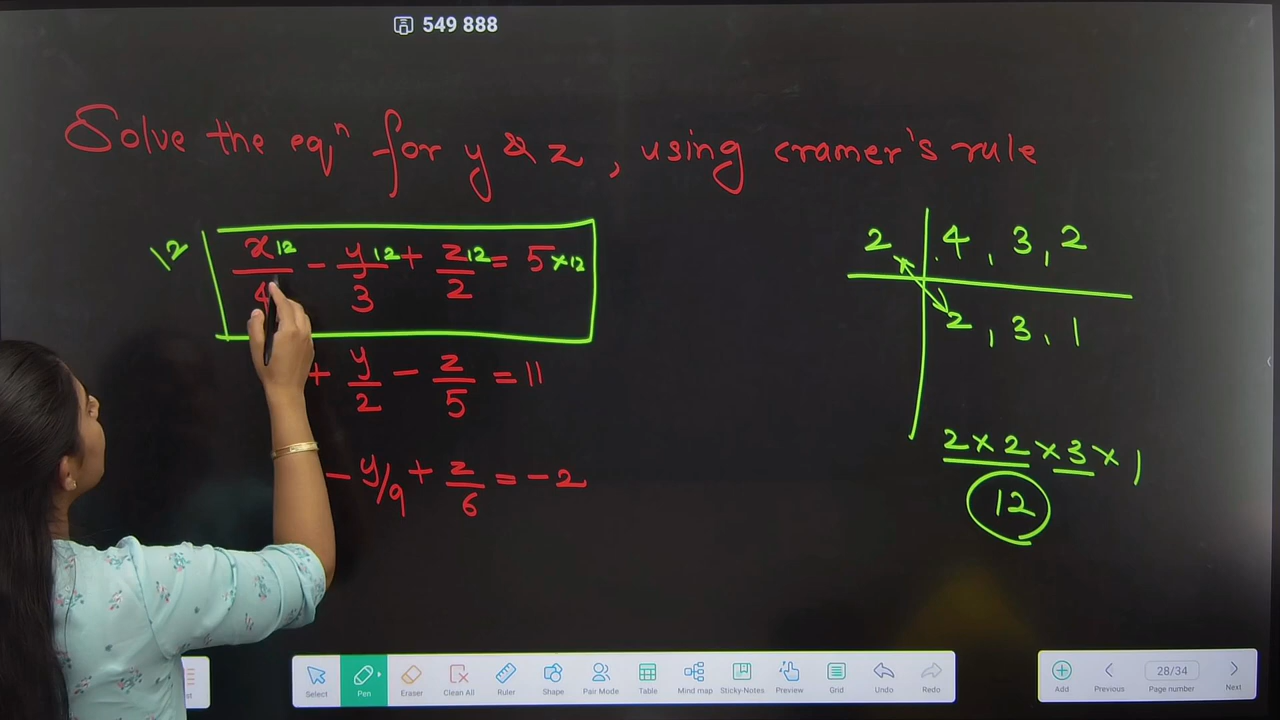 549 888
Solve the eqⁿ for y & z, using cramer's rule
12 x12/4 - y12/3 + z12/2 = 5×12
+ y/2 - z/5 = 11
- y/9 + z/6 = -2
2 | 4, 3, 2
2, 3, 1
2×2×3×1
12
Select Pen Eraser Clean All Ruler Shape Pair Mode Table Mind map Sticky-Notes Preview Grid Undo Redo
Add Previous 28/34 Page number Next